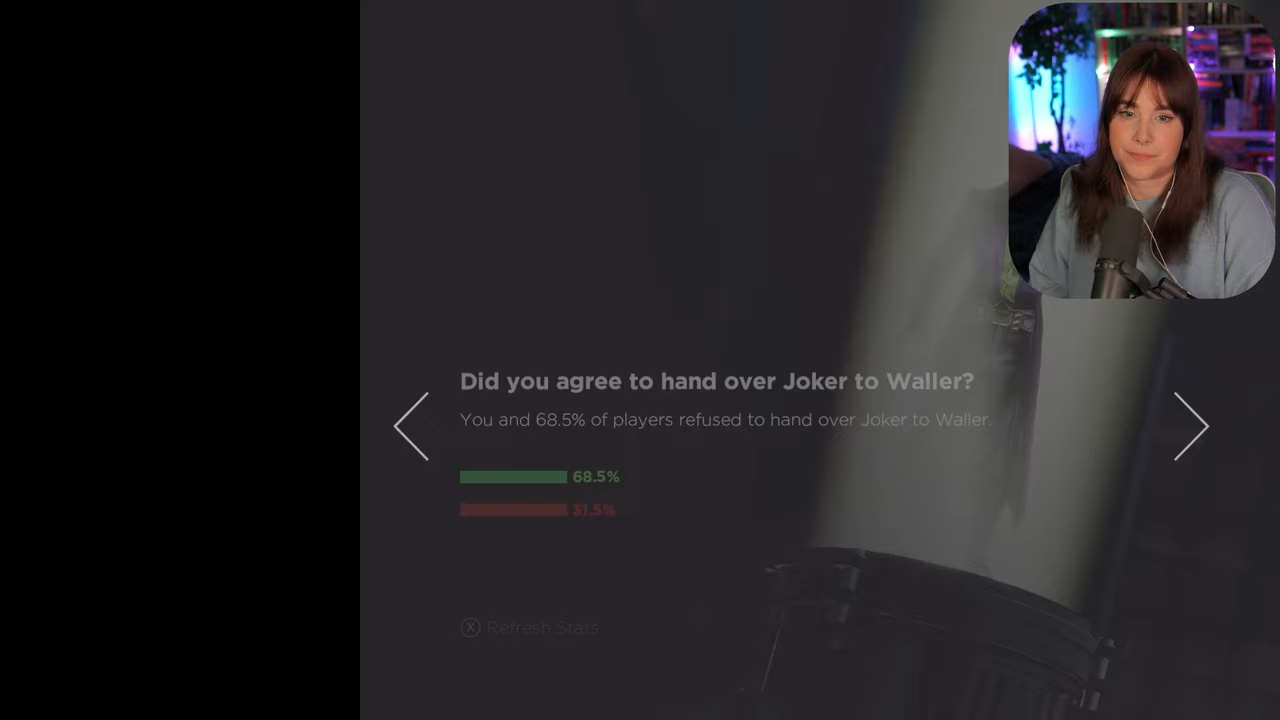 Did you agree to hand over Joker to Waller?
You and 68.5% of players refused to hand over Joker to Waller.
68.5%
31.5%
X Refresh Stats